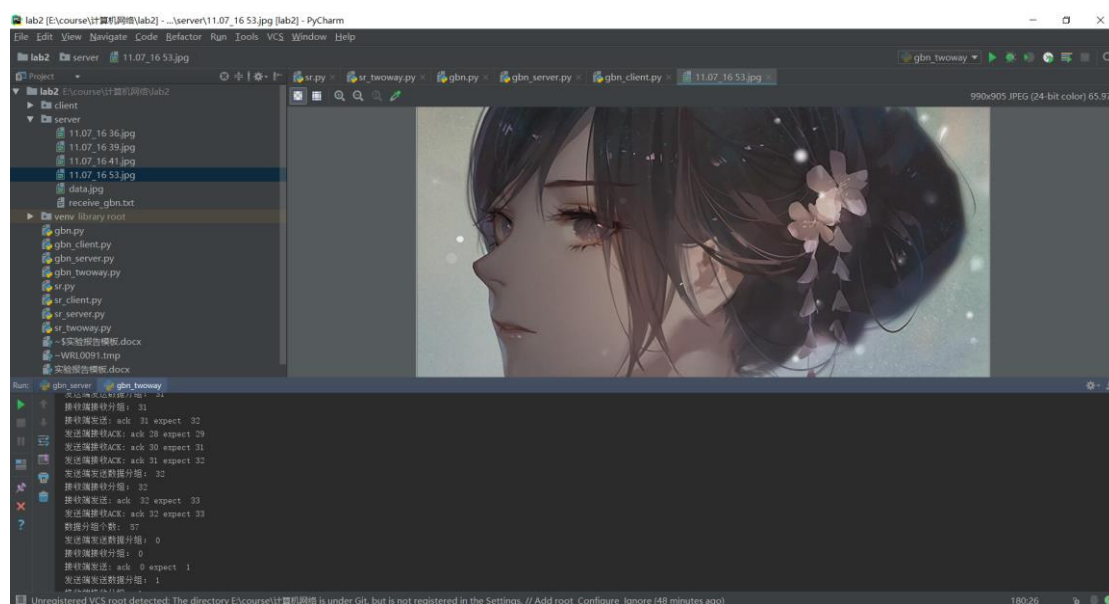 lab2 [E:\course\计算机网络\lab2] - ...\server\11.07_16 53.jpg [lab2] - PyCharm
File Edit View Navigate Code Refactor Run Tools VCS Window Help
lab2 server 11.07_16 53.jpg gbn_twoway
Project sr.py sr_twoway.py gbn.py gbn_server.py gbn_client.py 11.07_16 53.jpg
lab2 E:\course\计算机网络\lab2
990x905 JPEG (24-bit color) 65.97
client
server
11.07_16 36.jpg
11.07_16 39.jpg
11.07_16 41.jpg
11.07_16 53.jpg
data.jpg
receive_gbn.txt
venv library root
gbn.py
gbn_client.py
gbn_server.py
gbn_twoway.py
sr.py
sr_client.py
sr_server.py
sr_twoway.py
~$实验报告模板.docx
~WRL0091.tmp
实验报告模板.docx
Run: gbn_server gbn_twoway
发送端发送数据分组: 31
接收端接收分组: 31
接收端发送: ack 31 expect 32
发送端接收ACK: ack 28 expect 29
发送端接收ACK: ack 30 expect 31
发送端接收ACK: ack 31 expect 32
发送端发送数据分组: 32
接收端接收分组: 32
接收端发送: ack 32 expect 33
发送端接收ACK: ack 32 expect 33
数据分组个数: 57
发送端发送数据分组: 0
接收端接收分组: 0
接收端发送: ack 0 expect 1
发送端发送数据分组: 1
Unregistered VCS root detected: The directory E:\course\计算机网络 is under Git, but is not registered in the Settings. // Add root Configure Ignore (48 minutes ago) 180:26